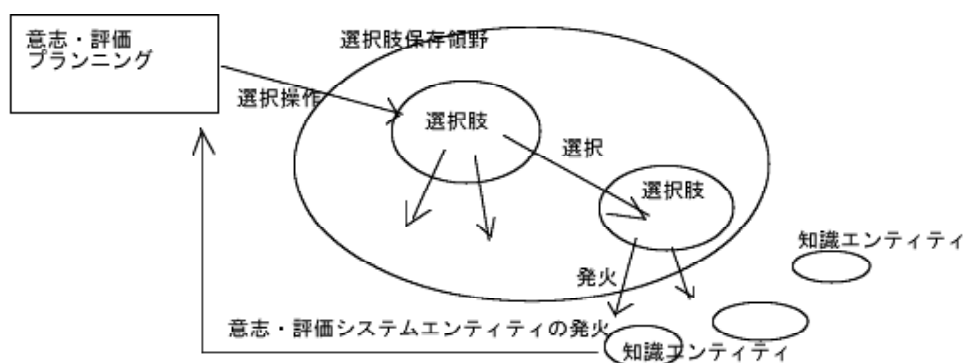 意志・評価
プランニング
選択肢保存領野
選択操作
選択肢
選択
選択肢
知識エンティティ
発火
意志・評価システムエンティティの発火
知識エンティティ